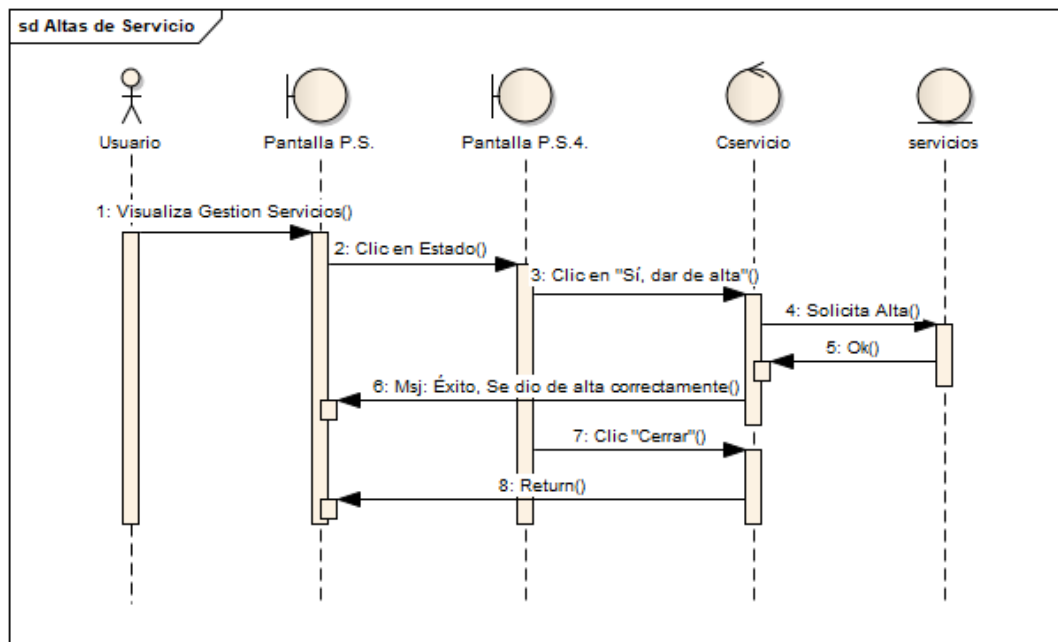 sd Altas de Servicio
Usuario
Pantalla P.S.
Pantalla P.S.4.
Cservicio
servicios
1: Visualiza Gestion Servicios()
2: Clic en Estado()
3: Clic en "Sí, dar de alta"()
4: Solicita Alta()
5: Ok()
6: Msj: Éxito, Se dio de alta correctamente()
7: Clic "Cerrar"()
8: Return()